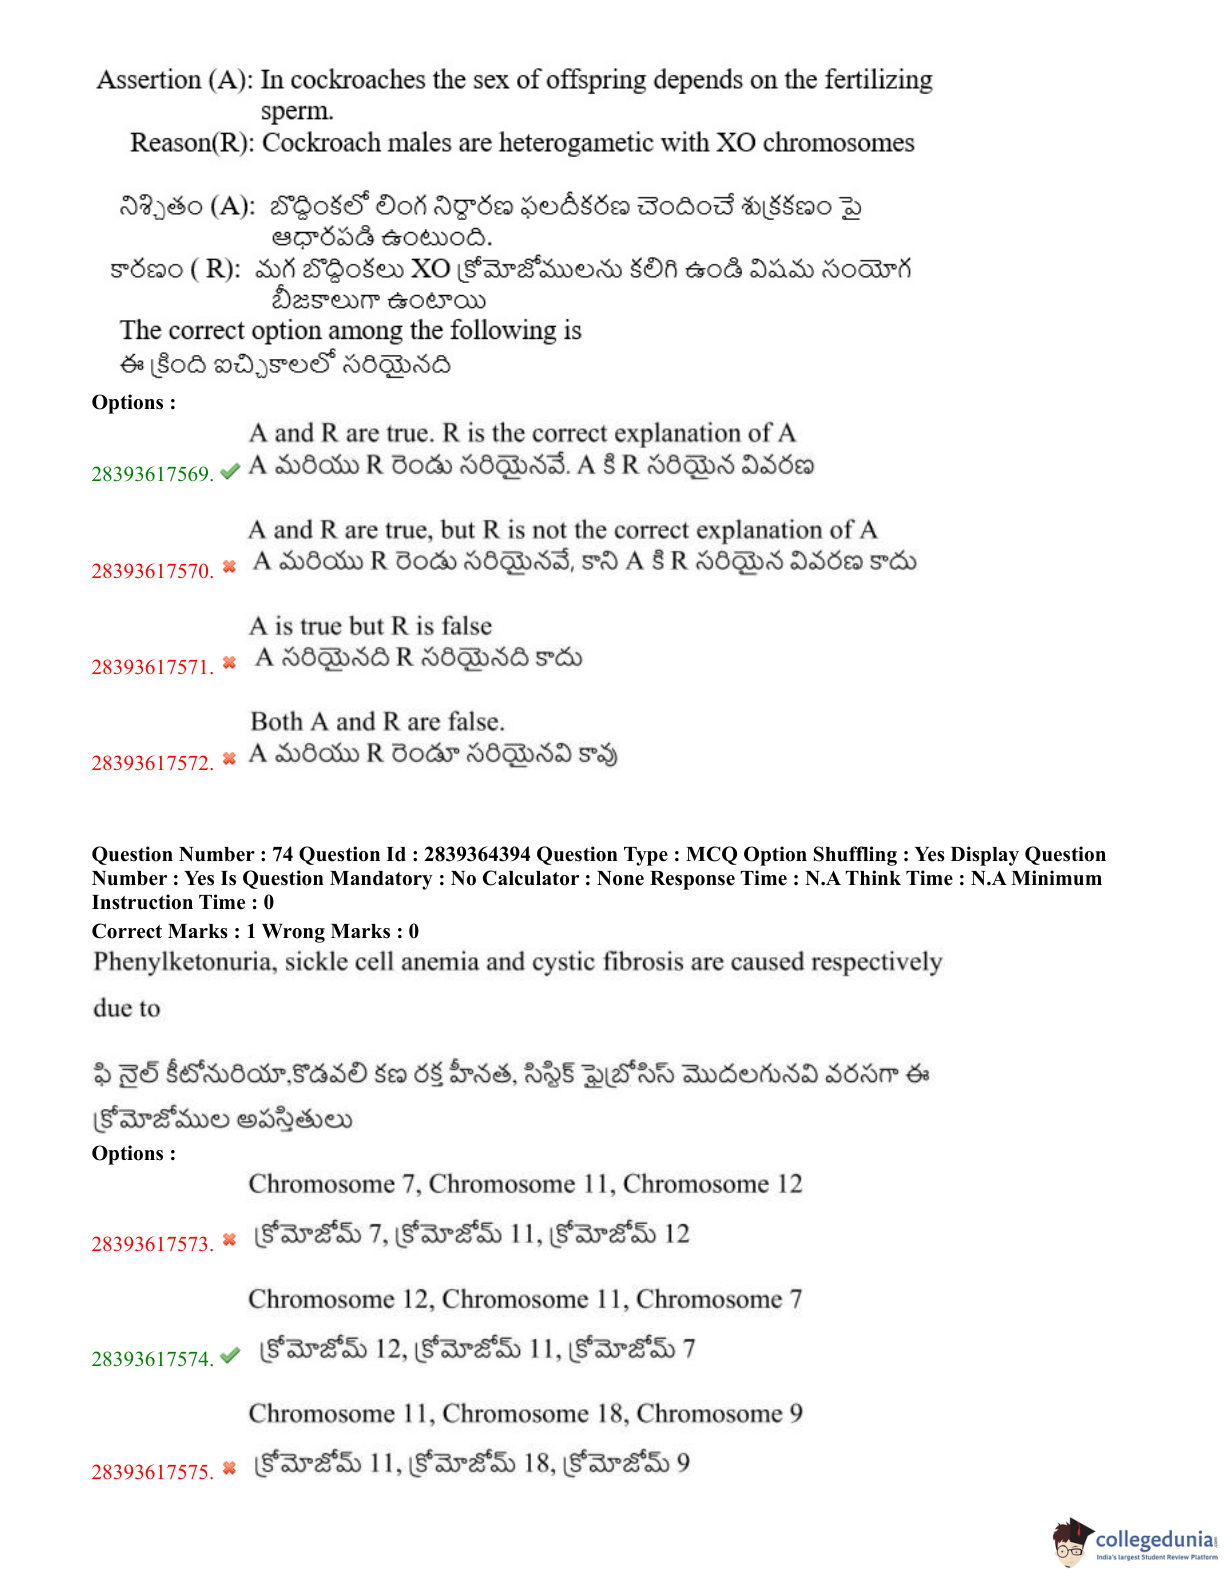 Assertion (A): In cockroaches the sex of offspring depends on the fertilizing
sperm.
Reason(R): Cockroach males are heterogametic with XO chromosomes
నిశ్చితం (A): బొద్దింకలో లింగ నిర్ధారణ ఫలదీకరణ చెందించే శుక్రకణం పై
ఆధారపడి ఉంటుంది.
కారణం ( R): మగ బొద్దింకలు XO క్రోమోజోములను కలిగి ఉండి విషమ సంయోగ
బీజకాలుగా ఉంటాయి
The correct option among the following is
ఈ క్రింది ఐచ్చికాలలో సరియైనది
Options :
A and R are true. R is the correct explanation of A
28393617569. A మరియు R రెండు సరియైనవే. A కి R సరియైన వివరణ
A and R are true, but R is not the correct explanation of A
28393617570. A మరియు R రెండు సరియైనవే, కాని A కి R సరియైన వివరణ కాదు
A is true but R is false
28393617571. A సరియైనది R సరియైనది కాదు
Both A and R are false.
28393617572. A మరియు R రెండూ సరియైనవి కావు
Question Number : 74 Question Id : 2839364394 Question Type : MCQ Option Shuffling : Yes Display Question
Number : Yes Is Question Mandatory : No Calculator : None Response Time : N.A Think Time : N.A Minimum
Instruction Time : 0
Correct Marks : 1 Wrong Marks : 0
Phenylketonuria, sickle cell anemia and cystic fibrosis are caused respectively
due to
ఫి నైల్ కీటోనురియా,కొడవలి కణ రక్త హీనత, సిస్టిక్ ఫైబ్రోసిస్ మొదలగునవి వరసగా ఈ
క్రోమోజోముల అపస్తితులు
Options :
Chromosome 7, Chromosome 11, Chromosome 12
28393617573. క్రోమోజోమ్ 7, క్రోమోజోమ్ 11, క్రోమోజోమ్ 12
Chromosome 12, Chromosome 11, Chromosome 7
28393617574. క్రోమోజోమ్ 12, క్రోమోజోమ్ 11, క్రోమోజోమ్ 7
Chromosome 11, Chromosome 18, Chromosome 9
28393617575. క్రోమోజోమ్ 11, క్రోమోజోమ్ 18, క్రోమోజోమ్ 9
collegedunia
India's largest Student Review Platform